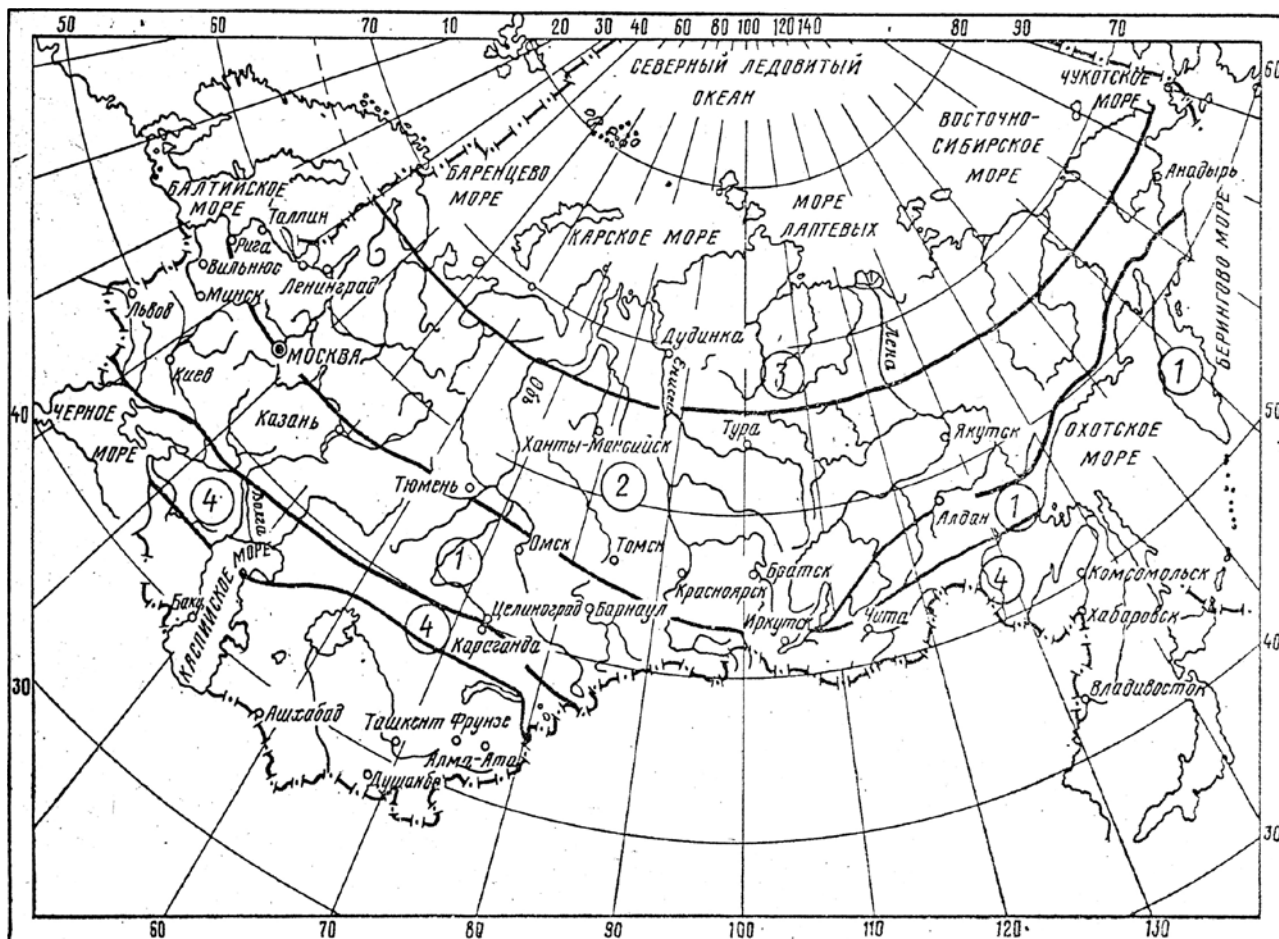 50 60 70 10 20 30 40 60 80 100 120 140 80 90 70
60
СЕВЕРНЫЙ ЛЕДОВИТЫЙ
ОКЕАН
ЧУКОТСКОЕ
МОРЕ
ВОСТОЧНО-
СИБИРСКОЕ
МОРЕ
БАРЕНЦЕВО
МОРЕ
БАЛТИЙСКОЕ
МОРЕ
Анадырь
МОРЕ
ЛАПТЕВЫХ
КАРСКОЕ МОРЕ
БЕРИНГОВО МОРЕ
Таллин
Рига
Вильнюс
Ленинград
Минск
Львов
МОСКВА
Киев
Дудинка
Енисей
Лена
Обь
3
1
40
50
ЧЕРНОЕ
МОРЕ
Казань
Ханты-Мансийск
Тура
Якутск
ОХОТСКОЕ
МОРЕ
Тюмень
2
4
Волга
1
Алдан
Омск
Томск
1
Красноярск
Братск
4
Комсомольск
КАСПИЙСКОЕ МОРЕ
Баку
Целиноград
Барнаул
Иркутск
Чита
Хабаровск
4
Караганда
40
30
Владивосток
Ашхабад
Ташкент
Фрунзе
Алма-Ата
Душанбе
30
60 70 80 90 100 110 120 130